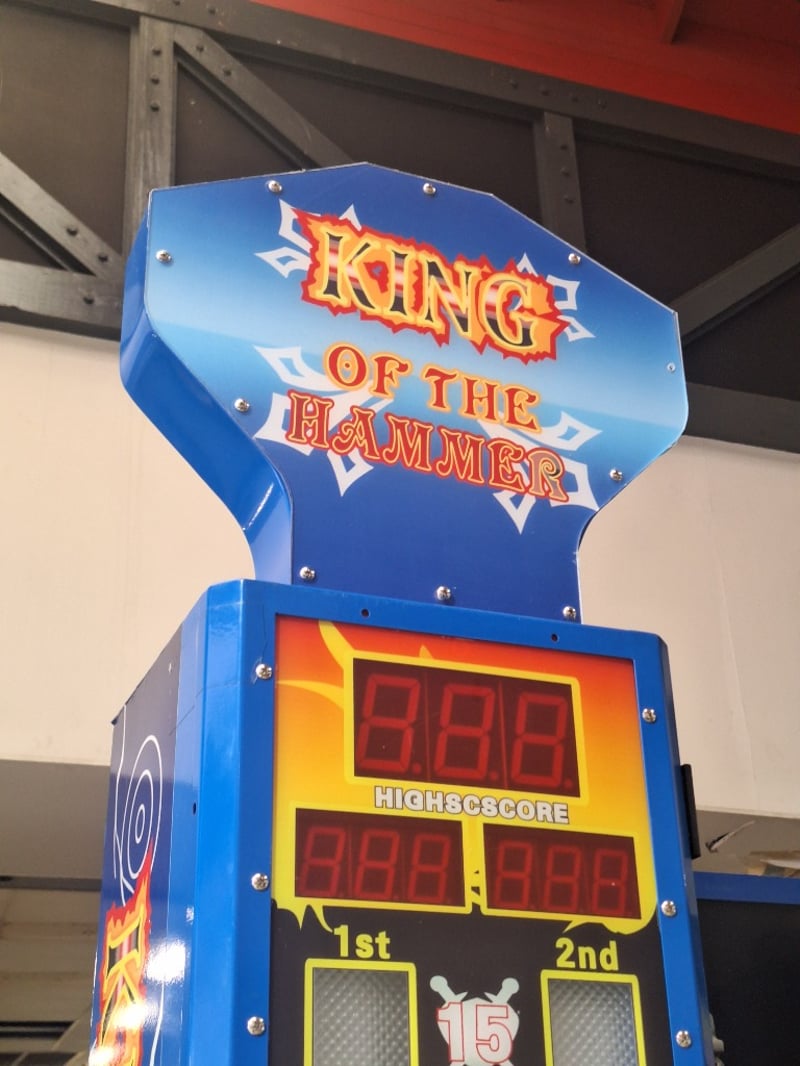 KING
OF THE
HAMMER
HIGHSCSCORE
1st
2nd
15